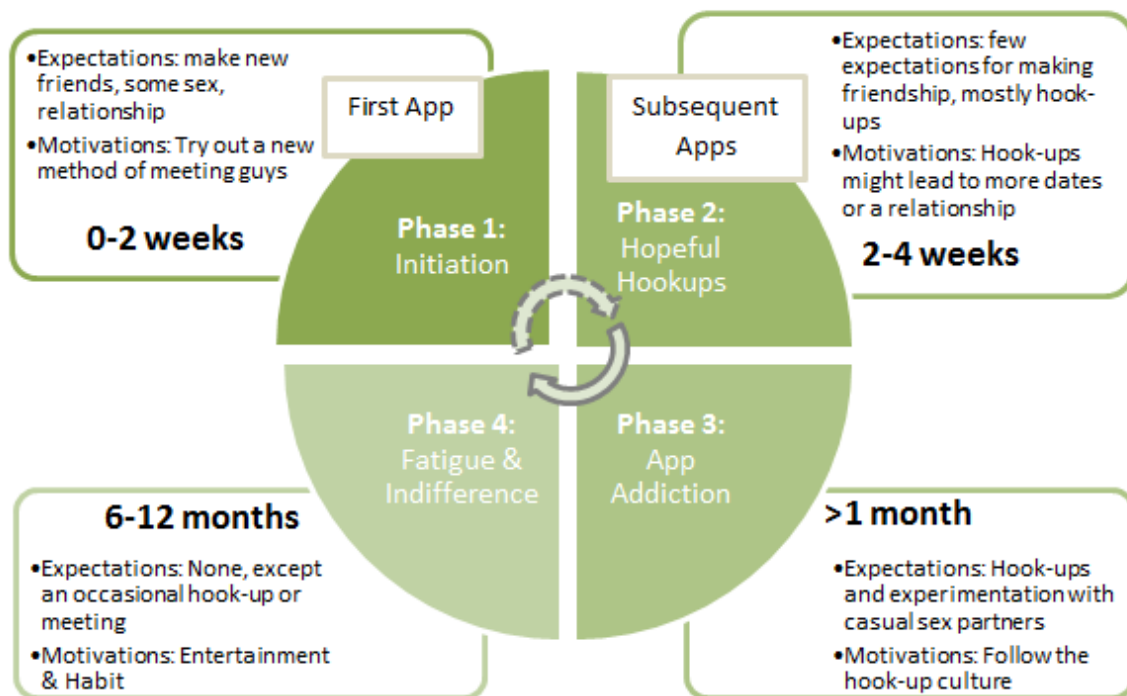 •Expectations: make new
friends, some sex,
relationship
•Motivations: Try out a new
method of meeting guys
0-2 weeks
First App
Phase 1:
Initiation
Subsequent
Apps
Phase 2:
Hopeful
Hookups
•Expectations: few
expectations for making
friendship, mostly hook-
ups
•Motivations: Hook-ups
might lead to more dates
or a relationship
2-4 weeks
Phase 4:
Fatigue &
Indifference
Phase 3:
App
Addiction
6-12 months
•Expectations: None, except
an occasional hook-up or
meeting
•Motivations: Entertainment
& Habit
>1 month
•Expectations: Hook-ups
and experimentation with
casual sex partners
•Motivations: Follow the
hook-up culture